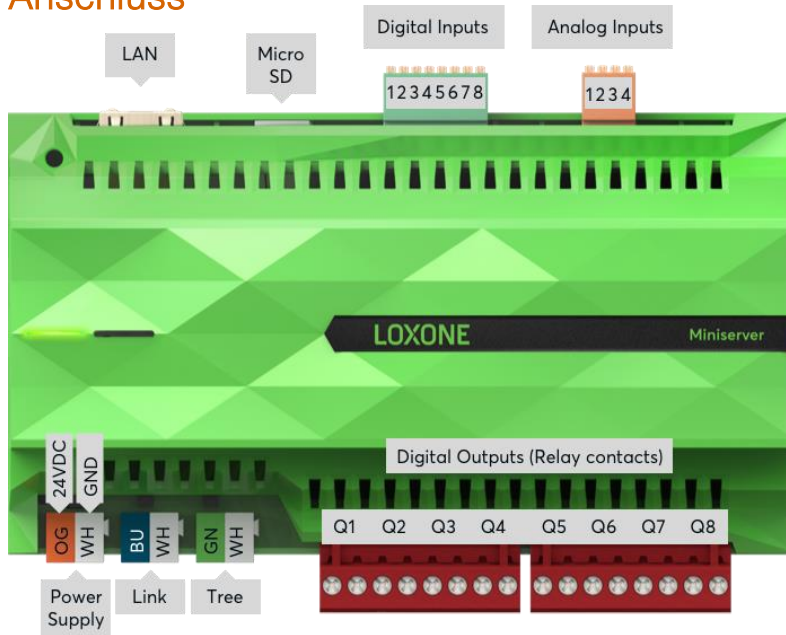 Anschluss
Digital Inputs
Analog Inputs
LAN
Micro
SD
12345678
1234
LOXONE
Miniserver
24VDC
GND
Digital Outputs (Relay contacts)
OG
WH
BU
WH
GN
WH
Q1 Q2 Q3 Q4 Q5 Q6 Q7 Q8
Power
Supply
Link
Tree